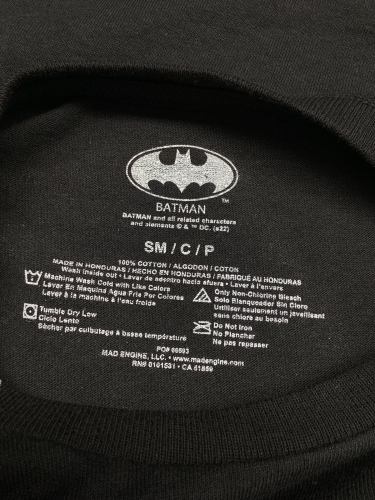 BATMAN
BATMAN and all related characters
and elements © & ™ DC. (s22)
TM
SM / C / P
100% COTTON / ALGODON / COTON
MADE IN HONDURAS / HECHO EN HONDURAS / FABRIQUÉ AU HONDURAS
Wash inside out • Lavar de adentro hacia afuera • Laver à l'envers
Machine Wash Cold with Like Colors
Lavar En Maquina Agua Fria Por Colores
Laver à la machine à l'eau froide
Only Non-Chlorine Bleach
Solo Blanqueador Sin Cloro
Utiliser seulement un javellisant
sans chlore au besoin
Tumble Dry Low
Ciclo Lento
Sécher par culbutage à basse température
Do Not Iron
No Planchar
Ne pas repasser
PO# 66593
MAD ENGINE, LLC. • www.madengine.com
RN# 0101531 • CA 61859